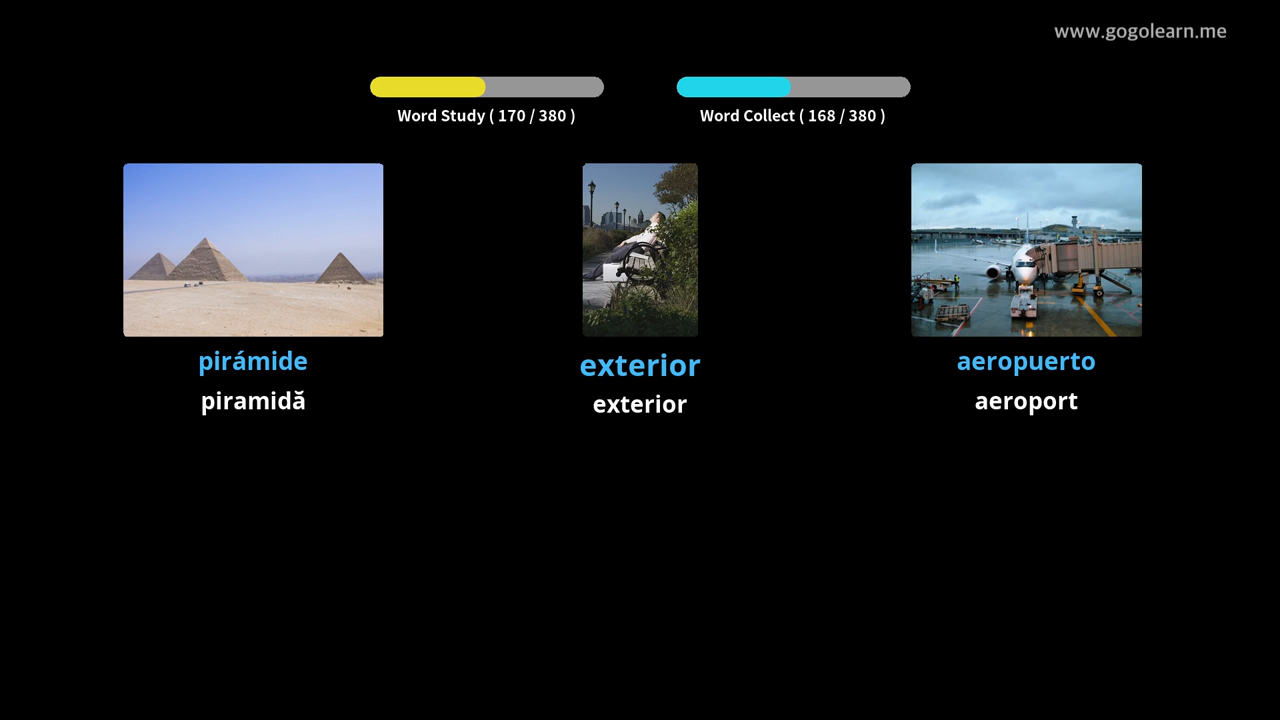 www.gogolearn.me
Word Study ( 170 / 380 )
Word Collect ( 168 / 380 )
pirámide
piramidă
exterior
exterior
aeropuerto
aeroport